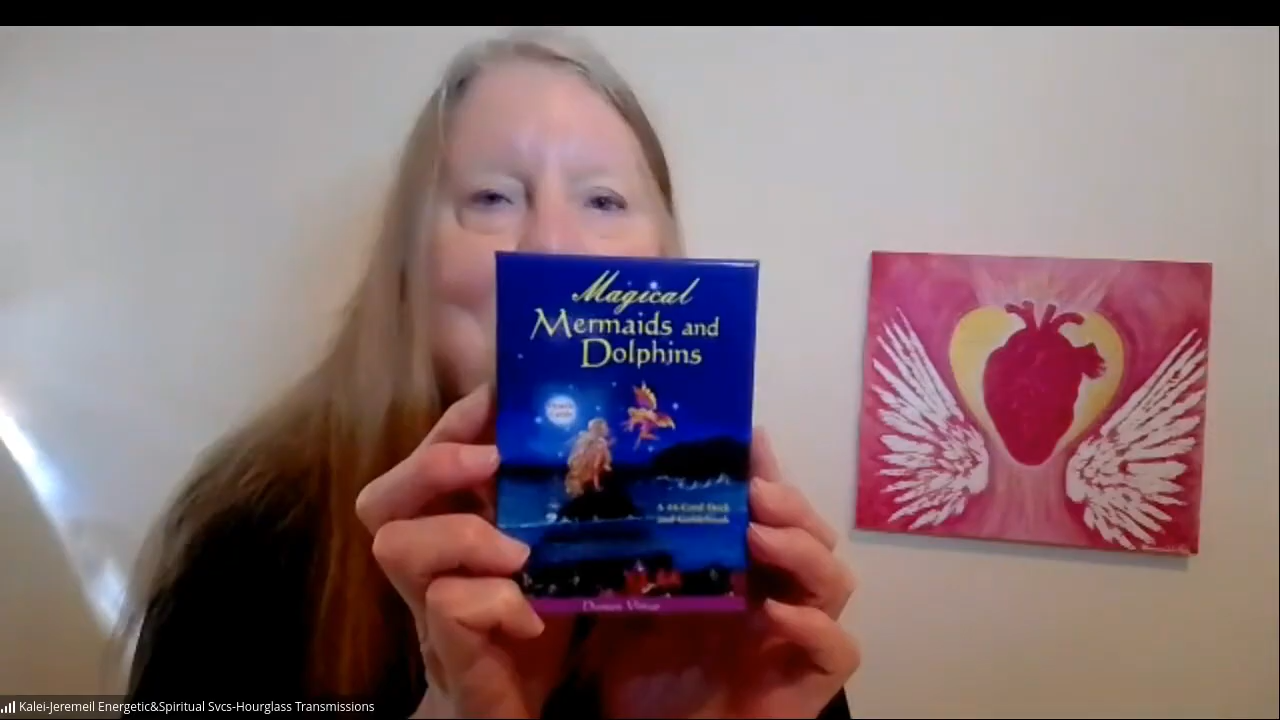 Magical
Mermaids and
Dolphins
A 44-Card Deck
and Guidebook
Doreen Virtue
Kalei-Jeremeil Energetic&Spiritual Svcs-Hourglass Transmissions